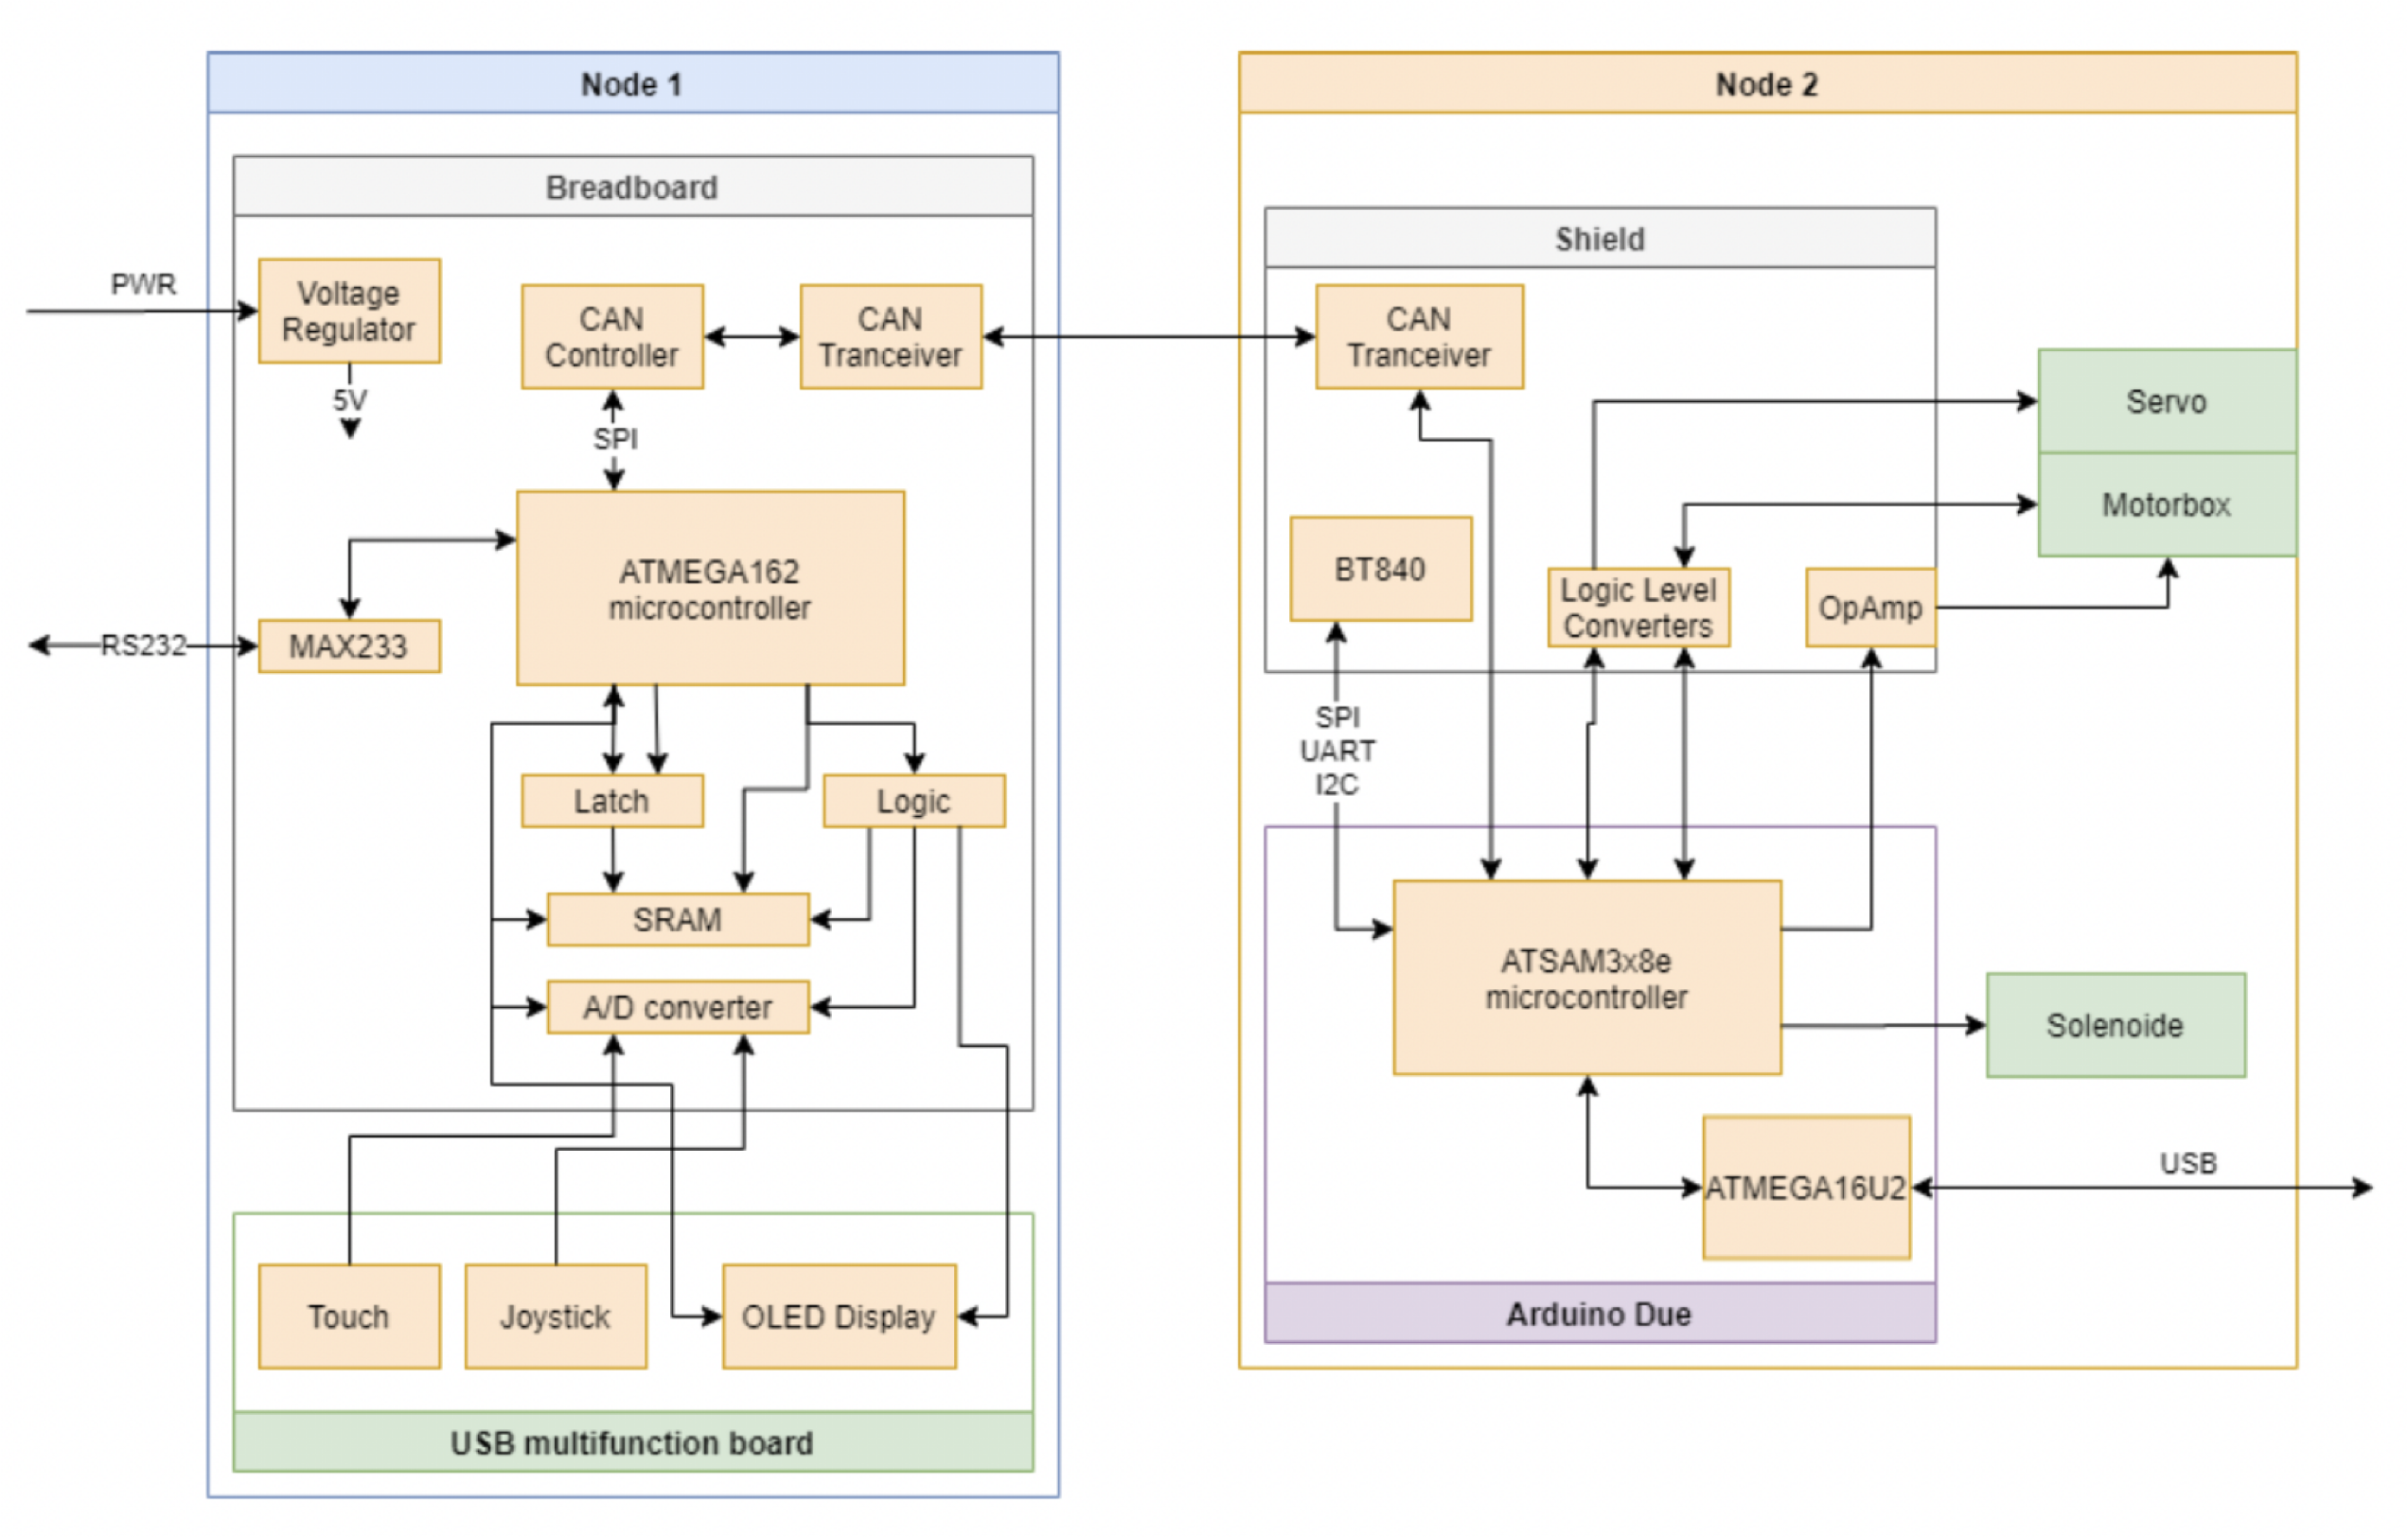 Node 1
Breadboard
PWR
Voltage
Regulator
5V
CAN
Controller
CAN
Tranceiver
SPI
ATMEGA162
microcontroller
RS232
MAX233
Latch
Logic
SRAM
A/D converter
Touch
Joystick
OLED Display
USB multifunction board
Node 2
Shield
CAN
Tranceiver
Servo
Motorbox
BT840
Logic Level
Converters
OpAmp
SPI
UART
I2C
ATSAM3x8e
microcontroller
Solenoide
ATMEGA16U2
USB
Arduino Due